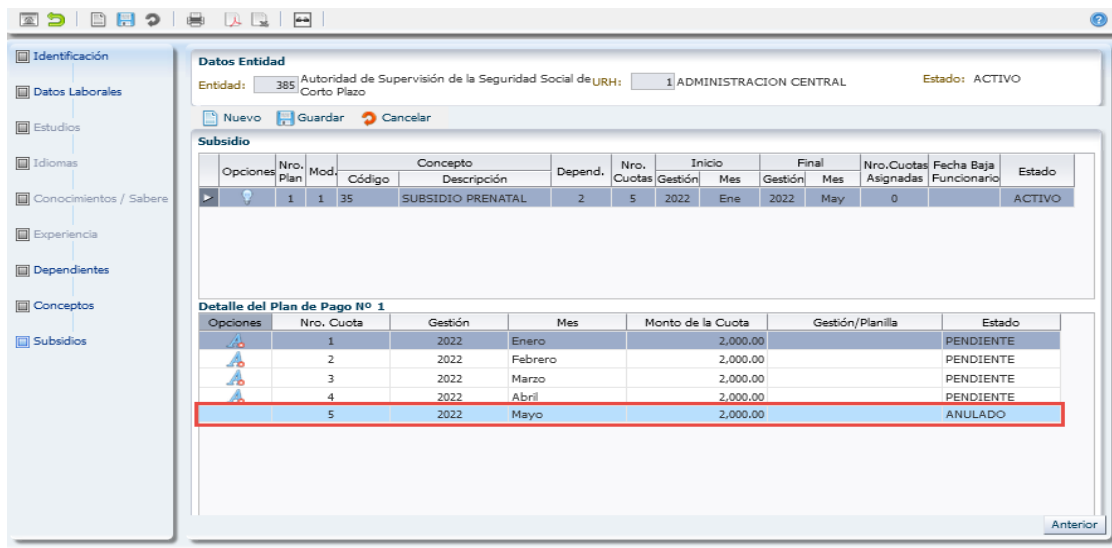 Identificación
Datos Laborales
Estudios
Idiomas
Conocimientos / Sabere
Experiencia
Dependientes
Conceptos
Subsidios
Datos Entidad
Entidad: 385 Autoridad de Supervisión de la Seguridad Social de Corto Plazo URH: 1 ADMINISTRACION CENTRAL Estado: ACTIVO
Nuevo Guardar Cancelar
Subsidio
Opciones Nro. Plan Mod. Concepto Depend. Nro. Cuotas Inicio Final Nro.Cuotas Asignadas Fecha Baja Funcionario Estado
Código Descripción Gestión Mes Gestión Mes
1 1 35 SUBSIDIO PRENATAL 2 5 2022 Ene 2022 May 0 ACTIVO
Detalle del Plan de Pago Nº 1
Opciones Nro. Cuota Gestión Mes Monto de la Cuota Gestión/Planilla Estado
1 2022 Enero 2,000.00 PENDIENTE
2 2022 Febrero 2,000.00 PENDIENTE
3 2022 Marzo 2,000.00 PENDIENTE
4 2022 Abril 2,000.00 PENDIENTE
5 2022 Mayo 2,000.00 ANULADO
Anterior